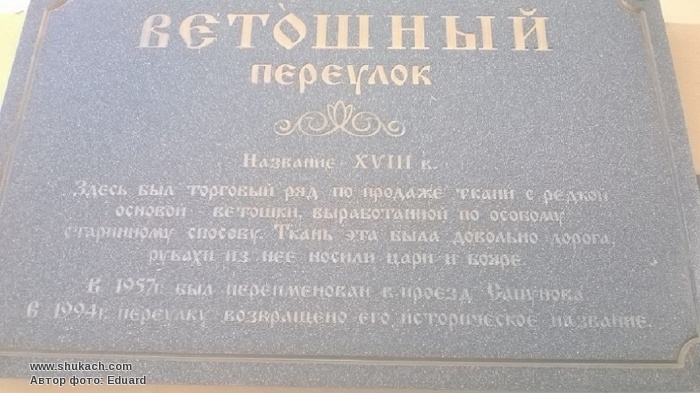 ВЕТО́ШНЫЙ
ПЕРЕУЛОК
Название XVIII в.
Здесь был торговый ряд по продаже ткани с редкой
основой - ветошки, выработанной по особому
старинному способу. Ткань эта была довольно дорога,
рубахи из нее носили цари и бояре.
В 1957г. был переименован в проезд Сапунова.
В 1994г. переулку возвращено его историческое название.
www.shukach.com
Автор фото: Eduard